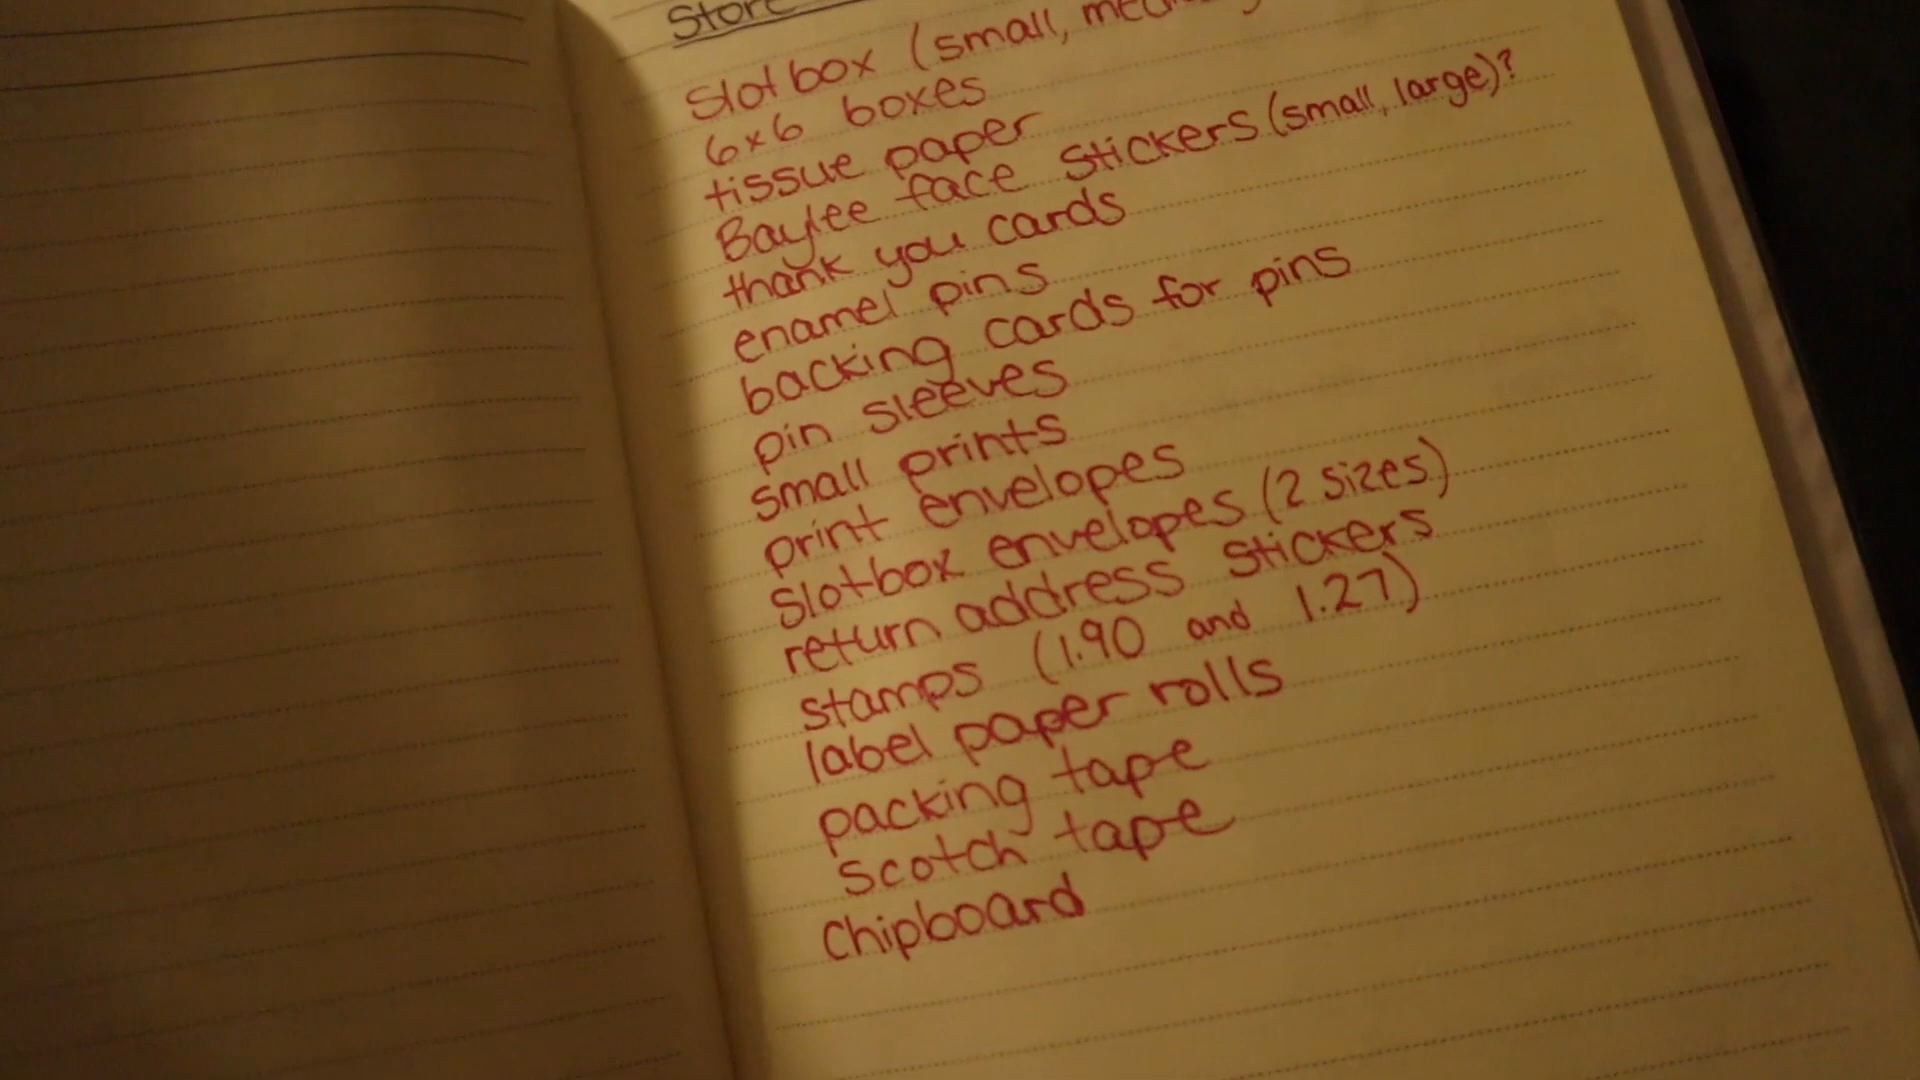 Store
Slotbox (small,
6x6 boxes
tissue paper
Baylee face stickers (small, large)?
thank you cards
enamel pins
backing cards for pins
pin sleeves
small prints
print envelopes
Slotbox envelopes (2 sizes)
return address stickers
stamps (1.90 and 1.27)
label paper rolls
packing tape
Scotch tape
Chipboard